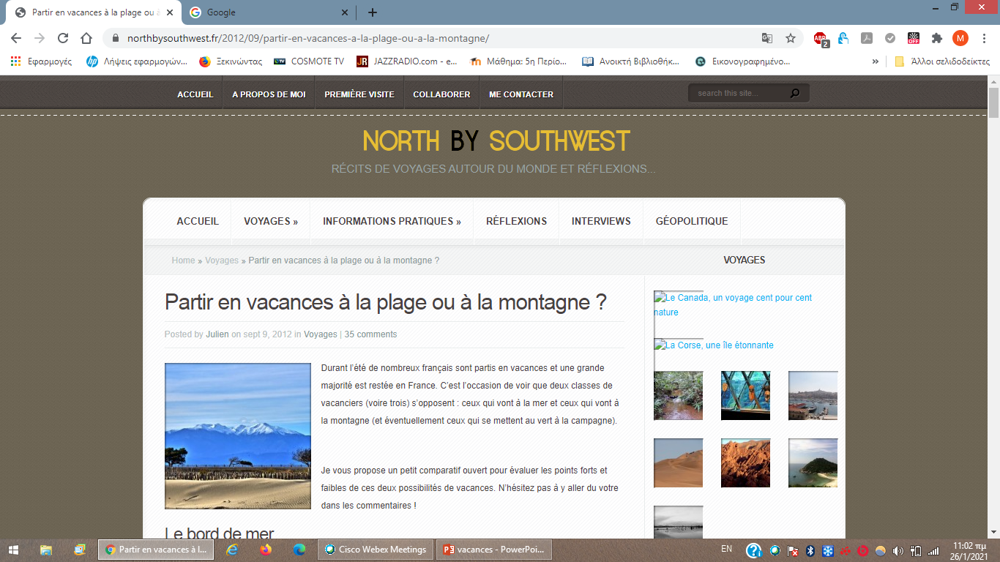 Partir en vacances à la plage ou à
Google
northbysouthwest.fr/2012/09/partir-en-vacances-a-la-plage-ou-a-la-montagne/
ABP
2
OFF
M
Εφαρμογές
Λήψεις εφαρμογών...
Ξεκινώντας
COSMOTE TV
JAZZRADIO.com - e...
Μάθημα: 5η Περίο...
Ανοικτή Βιβλιοθήκ...
Εικονογραφημένο...
»
Άλλοι σελιδοδείκτες
ACCUEIL
A PROPOS DE MOI
PREMIÈRE VISITE
COLLABORER
ME CONTACTER
search this site...
NORTH BY SOUTHWEST
RÉCITS DE VOYAGES AUTOUR DU MONDE ET RÉFLEXIONS...
ACCUEIL
VOYAGES »
INFORMATIONS PRATIQUES »
RÉFLEXIONS
INTERVIEWS
GÉOPOLITIQUE
Home » Voyages » Partir en vacances à la plage ou à la montagne ?
VOYAGES
Partir en vacances à la plage ou à la montagne ?
Posted by Julien on sept 9, 2012 in Voyages | 35 comments
Durant l'été de nombreux français sont partis en vacances et une grande
majorité est restée en France. C'est l'occasion de voir que deux classes de
vacanciers (voire trois) s'opposent : ceux qui vont à la mer et ceux qui vont à
la montagne (et éventuellement ceux qui se mettent au vert à la campagne).
Je vous propose un petit comparatif ouvert pour évaluer les points forts et
faibles de ces deux possibilités de vacances. N'hésitez pas à y aller du votre
dans les commentaires !
Le bord de mer
Le Canada, un voyage cent pour cent
nature
La Corse, une île étonnante
Partir en vacances à l...
Cisco Webex Meetings
vacances - PowerPoi...
EN
11:02 πμ
26/1/2021